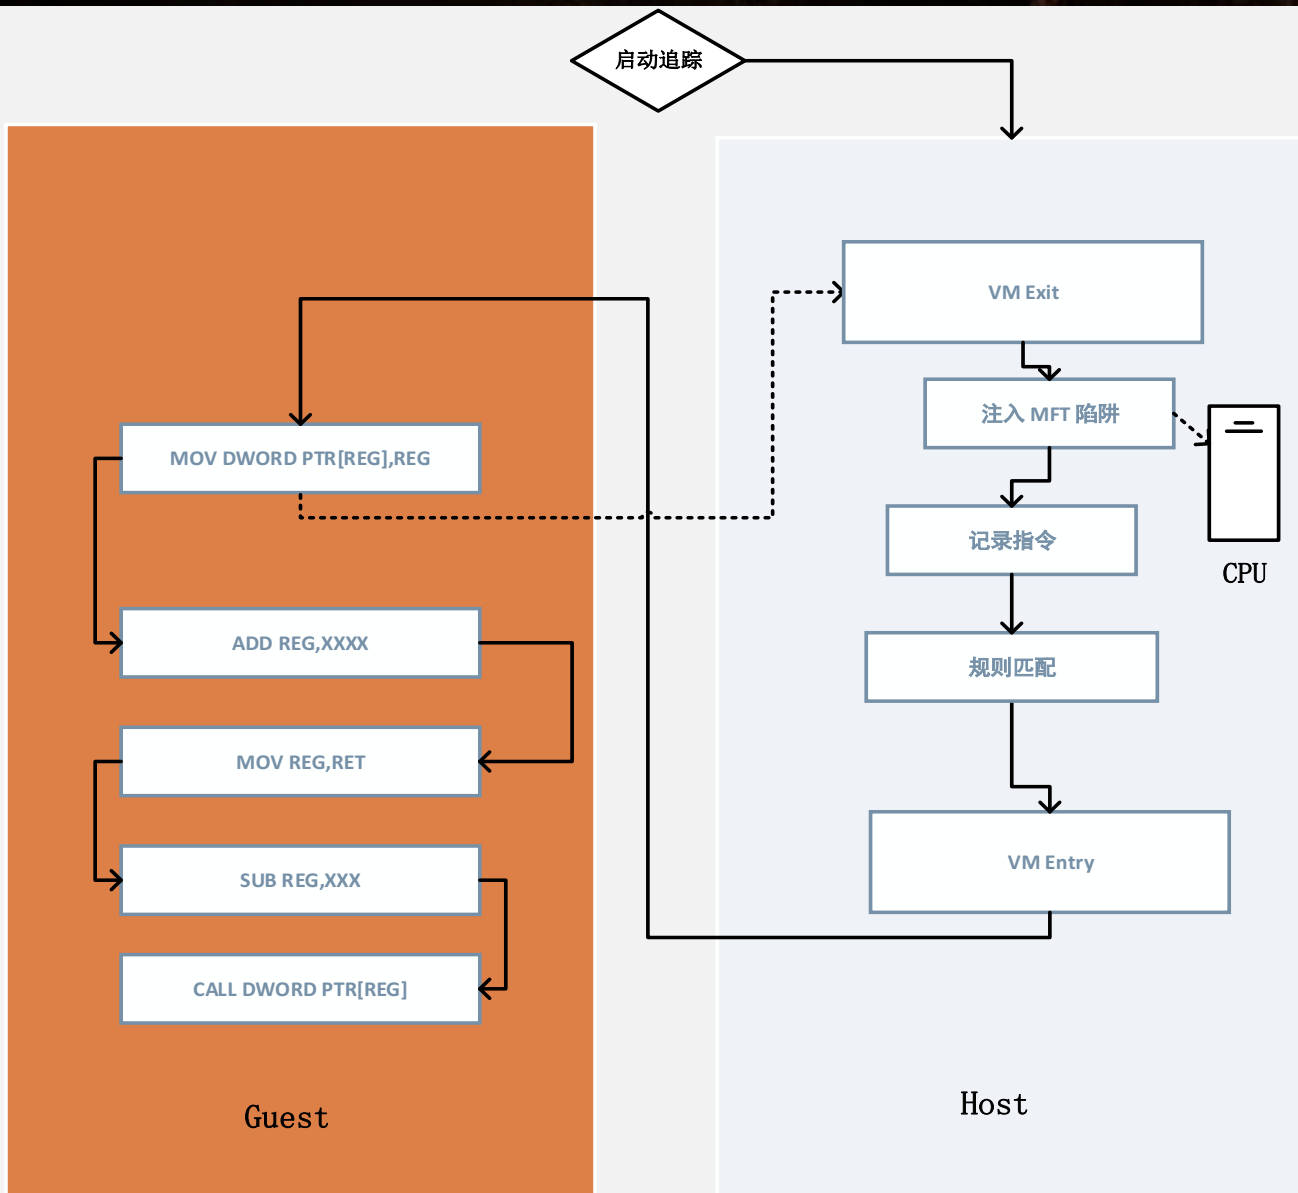 启动追踪
VM Exit
注入 MFT 陷阱
MOV DWORD PTR[REG],REG
记录指令
CPU
ADD REG,XXXX
规则匹配
MOV REG,RET
VM Entry
SUB REG,XXX
CALL DWORD PTR[REG]
Guest
Host